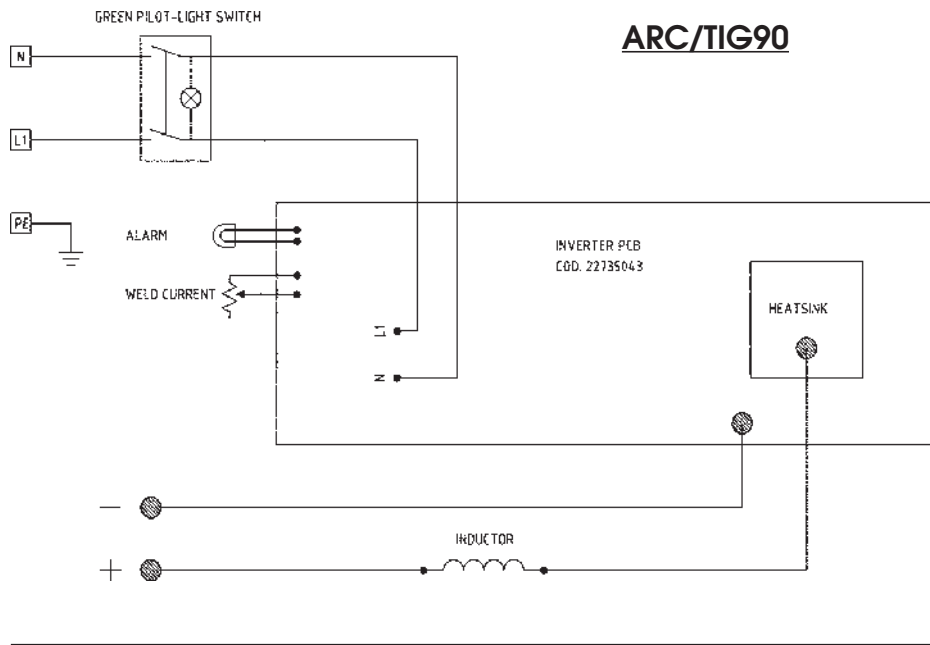 GREEN PILOT-LIGHT SWITCH
ARC/TIG90
N
L1
PE
ALARM
WELD CURRENT
INVERTER PCB
COD. 22735043
HEATSINK
L1
N
−
INDUCTOR
+